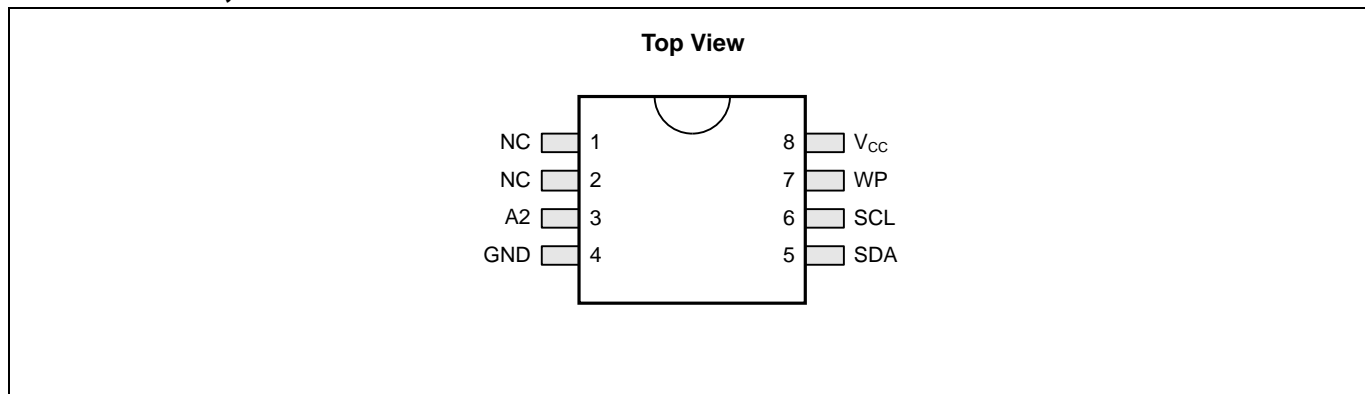 Top View
NC 1 8 VCC
NC 2 7 WP
A2 3 6 SCL
GND 4 5 SDA